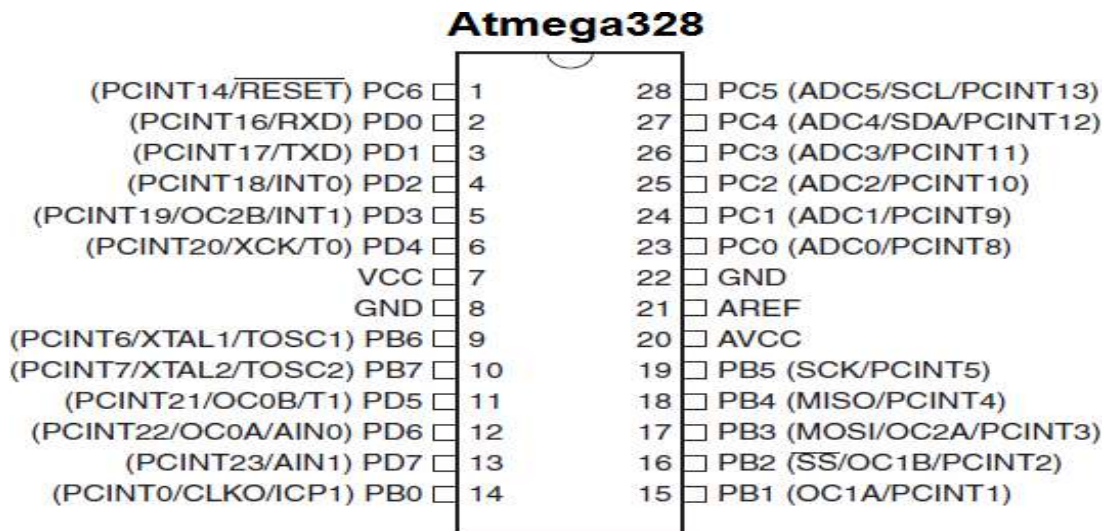 Atmega328
(PCINT14/RESET) PC6 1 28 PC5 (ADC5/SCL/PCINT13)
(PCINT16/RXD) PD0 2 27 PC4 (ADC4/SDA/PCINT12)
(PCINT17/TXD) PD1 3 26 PC3 (ADC3/PCINT11)
(PCINT18/INT0) PD2 4 25 PC2 (ADC2/PCINT10)
(PCINT19/OC2B/INT1) PD3 5 24 PC1 (ADC1/PCINT9)
(PCINT20/XCK/T0) PD4 6 23 PC0 (ADC0/PCINT8)
VCC 7 22 GND
GND 8 21 AREF
(PCINT6/XTAL1/TOSC1) PB6 9 20 AVCC
(PCINT7/XTAL2/TOSC2) PB7 10 19 PB5 (SCK/PCINT5)
(PCINT21/OC0B/T1) PD5 11 18 PB4 (MISO/PCINT4)
(PCINT22/OC0A/AIN0) PD6 12 17 PB3 (MOSI/OC2A/PCINT3)
(PCINT23/AIN1) PD7 13 16 PB2 (SS/OC1B/PCINT2)
(PCINT0/CLKO/ICP1) PB0 14 15 PB1 (OC1A/PCINT1)